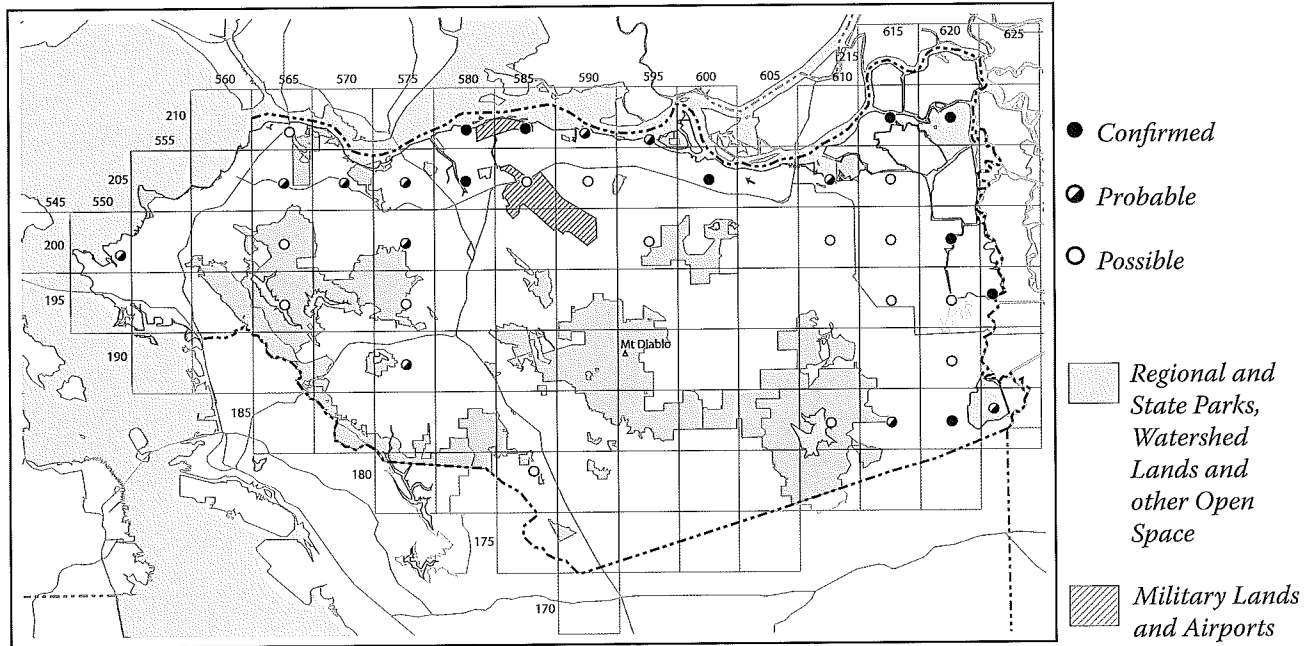 615
620
625
215
560
565
570
575
580
585
590
595
600
605
610
210
555
205
545
550
200
195
190
Mt Diablo
185
180
175
170
Confirmed
Probable
Possible
Regional and
State Parks,
Watershed
Lands and
other Open
Space
Military Lands
and Airports